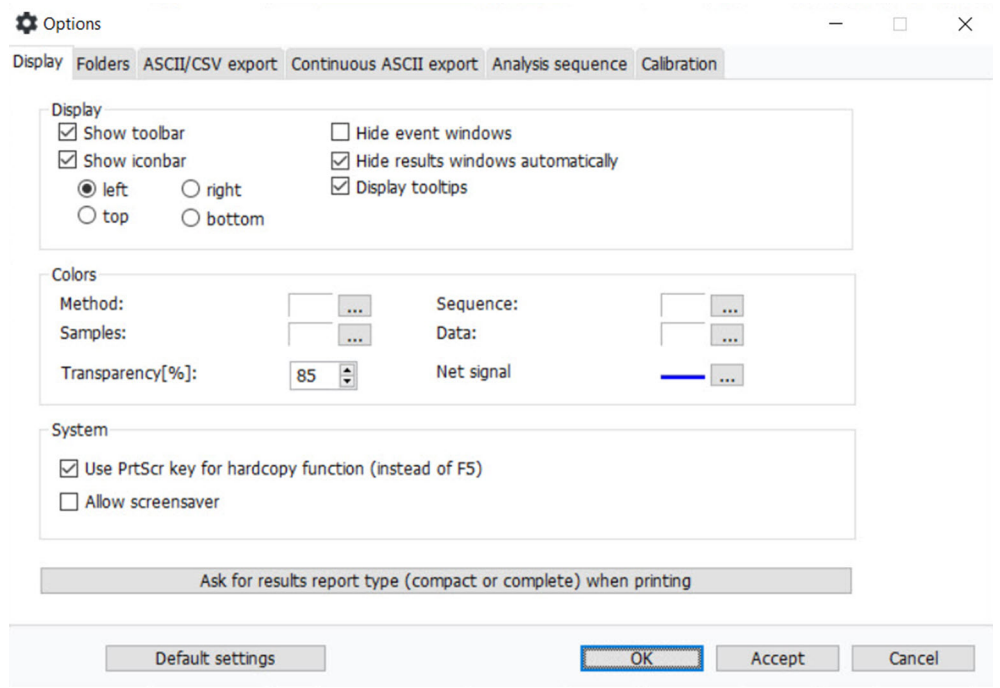 Options
Display Folders ASCII/CSV export Continuous ASCII export Analysis sequence Calibration
Display
Show toolbar Hide event windows
Show iconbar Hide results windows automatically
left right Display tooltips
top bottom
Colors
Method: ... Sequence: ...
Samples: ... Data: ...
Transparency[%]: 85 Net signal ...
System
Use PrtScr key for hardcopy function (instead of F5)
Allow screensaver
Ask for results report type (compact or complete) when printing
Default settings OK Accept Cancel